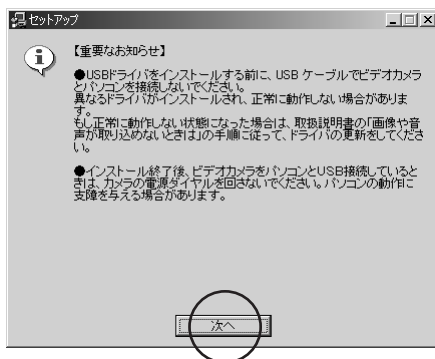 セットアップ
【重要なお知らせ】
●USBドライバをインストールする前に、USB ケーブルでビデオカメラ
とパソコンを接続しないでください。
異なるドライバがインストールされ、正常に動作しない場合がありま
す。
もし正常に動作しない状態になった場合は、取扱説明書の「画像や音
声が取り込めないときは」の手順に従って、ドライバの更新をしてくださ
い。
●インストール終了後、ビデオカメラをパソコンとUSB接続していると
きは、カメラの電源ダイヤルを回さないでください。パソコンの動作に
支障を与える場合があります。
次へ